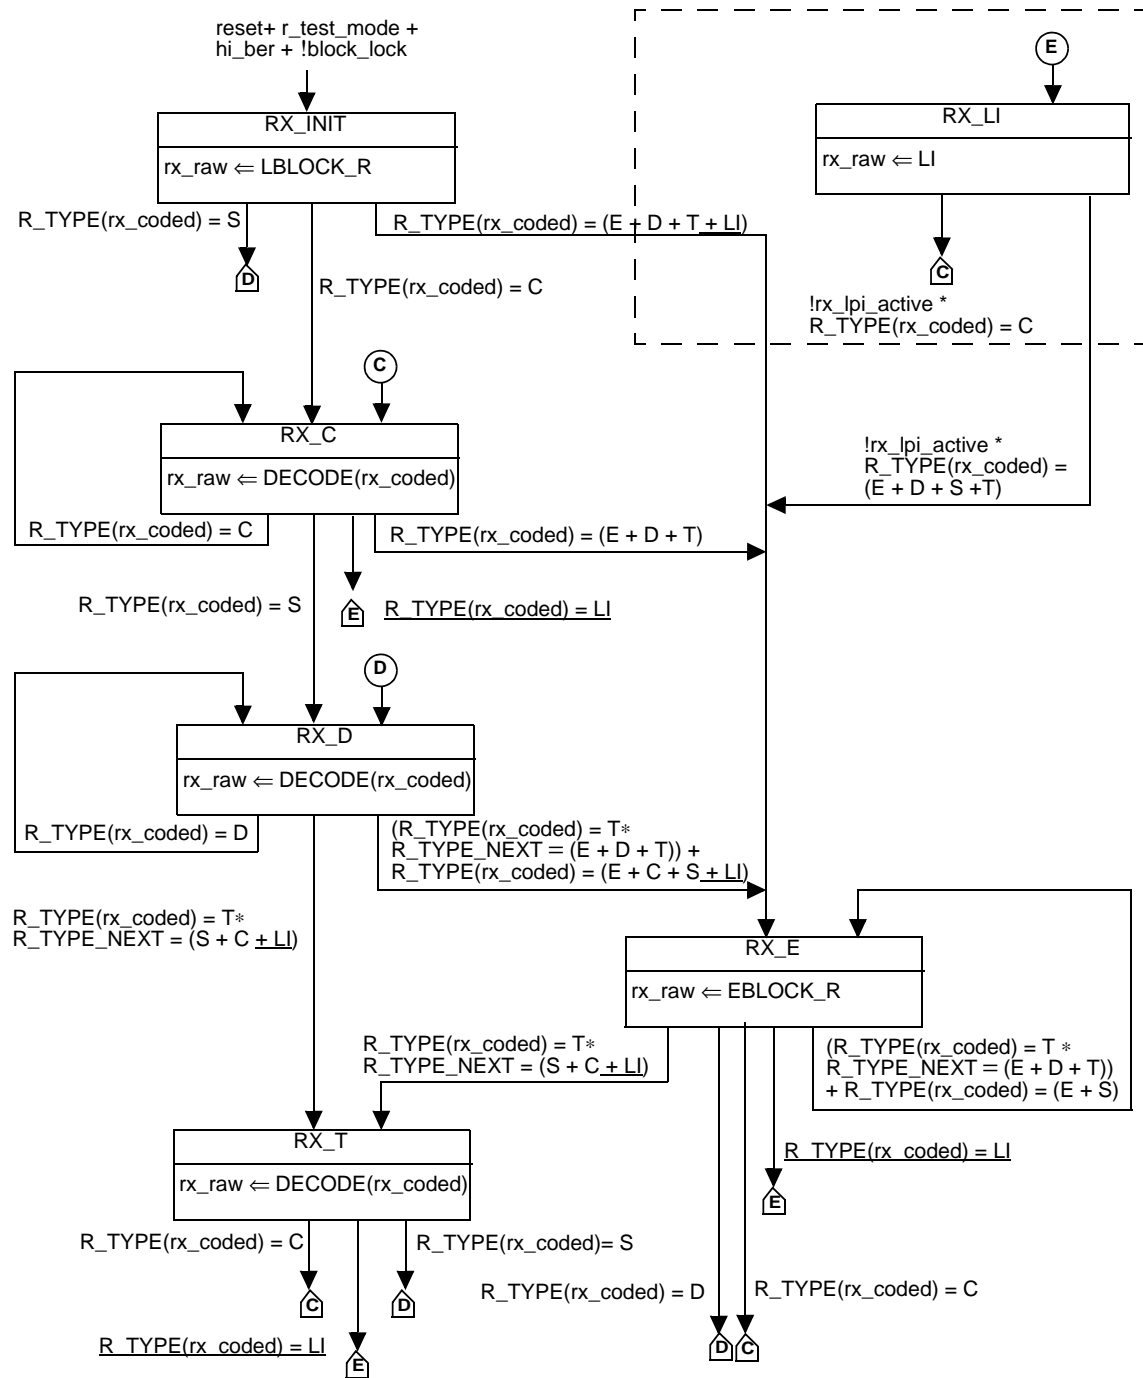 reset+ r_test_mode +
hi_ber + !block_lock
E
RX_INIT
rx_raw ⇐ LBLOCK_R
RX_LI
rx_raw ⇐ LI
R_TYPE(rx_coded) = S
R_TYPE(rx_coded) = (E + D + T + LI)
D
C
R_TYPE(rx_coded) = C
!rx_lpi_active *
R_TYPE(rx_coded) = C
C
RX_C
rx_raw ⇐ DECODE(rx_coded)
!rx_lpi_active *
R_TYPE(rx_coded) =
(E + D + S +T)
R_TYPE(rx_coded) = C
R_TYPE(rx_coded) = (E + D + T)
R_TYPE(rx_coded) = S
E
R_TYPE(rx_coded) = LI
D
RX_D
rx_raw ⇐ DECODE(rx_coded)
R_TYPE(rx_coded) = D
(R_TYPE(rx_coded) = T*
R_TYPE_NEXT = (E + D + T)) +
R_TYPE(rx_coded) = (E + C + S + LI)
R_TYPE(rx_coded) = T*
R_TYPE_NEXT = (S + C + LI)
RX_E
rx_raw ⇐ EBLOCK_R
R_TYPE(rx_coded) = T*
R_TYPE_NEXT = (S + C + LI)
(R_TYPE(rx_coded) = T *
R_TYPE_NEXT = (E + D + T))
+ R_TYPE(rx_coded) = (E + S)
RX_T
rx_raw ⇐ DECODE(rx_coded)
R_TYPE(rx_coded) = LI
E
R_TYPE(rx_coded) = C
R_TYPE(rx_coded)= S
C
D
R_TYPE(rx_coded) = D
R_TYPE(rx_coded) = C
R_TYPE(rx_coded) = LI
E
D
C